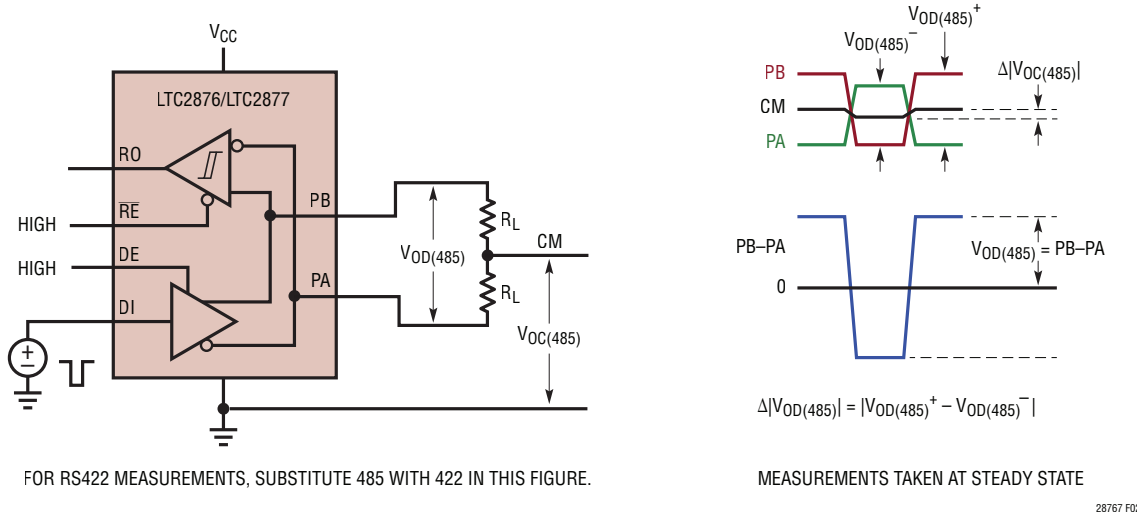 VCC
LTC2876/LTC2877
RO
RE
HIGH
DE
HIGH
DI
+
–
PB
PA
VOD(485)
RL
RL
CM
VOC(485)
FOR RS422 MEASUREMENTS, SUBSTITUTE 485 WITH 422 IN THIS FIGURE.
VOD(485)+
VOD(485)–
PB
CM
PA
Δ|VOC(485)|
PB–PA
0
VOD(485) = PB–PA
Δ|VOD(485)| = |VOD(485)+ – VOD(485)–|
MEASUREMENTS TAKEN AT STEADY STATE